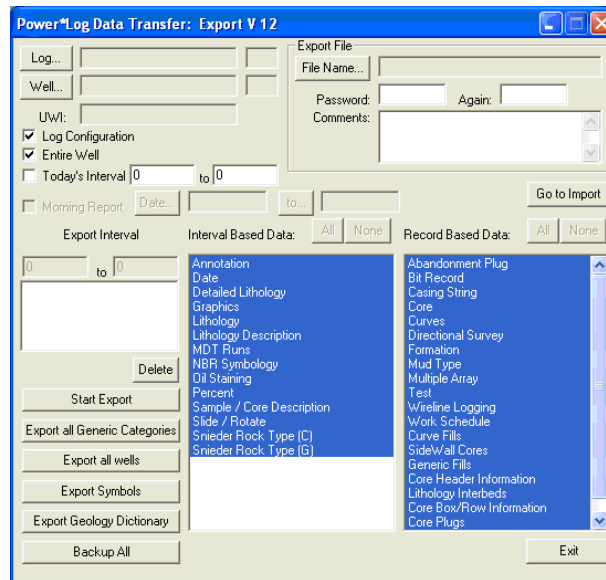 Power*Log Data Transfer: Export V 12
Log...
Well...
UWI:
Log Configuration
Entire Well
Today's Interval 0 to 0
Morning Report Date... to...
Export File
File Name...
Password: Again:
Comments:
Go to Import
Export Interval
0 to 0
Delete
Start Export
Export all Generic Categories
Export all wells
Export Symbols
Export Geology Dictionary
Backup All
Interval Based Data: All None
Annotation
Date
Detailed Lithology
Graphics
Lithology
Lithology Description
MDT Runs
NBR Symbology
Oil Staining
Percent
Sample / Core Description
Slide / Rotate
Snieder Rock Type (C)
Snieder Rock Type (G)
Record Based Data: All None
Abandonment Plug
Bit Record
Casing String
Core
Curves
Directional Survey
Formation
Mud Type
Multiple Array
Test
Wireline Logging
Work Schedule
Curve Fills
SideWall Cores
Generic Fills
Core Header Information
Lithology Interbeds
Core Box/Row Information
Core Plugs
Exit